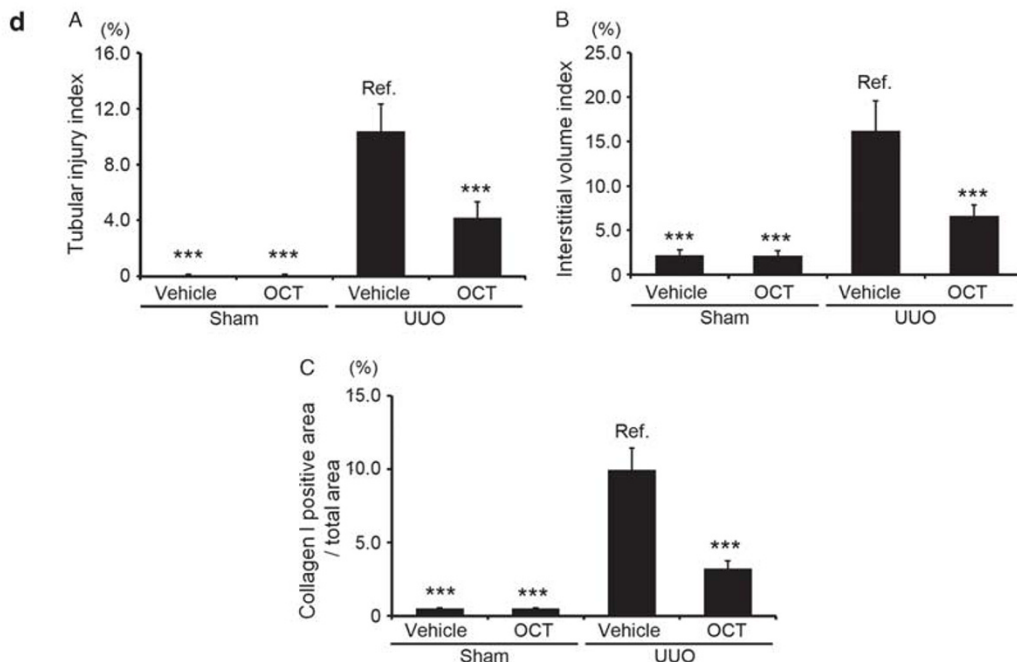 d
A
(%)
Tubular injury index
16.0
12.0
8.0
4.0
0
Ref.
***
***
***
Vehicle OCT Vehicle OCT
Sham UUO
B
(%)
Interstitial volume index
25.0
20.0
15.0
10.0
5.0
0
Ref.
***
***
***
Vehicle OCT Vehicle OCT
Sham UUO
C
(%)
Collagen I positive area
/ total area
15.0
10.0
5.0
0
Ref.
***
***
***
Vehicle OCT Vehicle OCT
Sham UUO